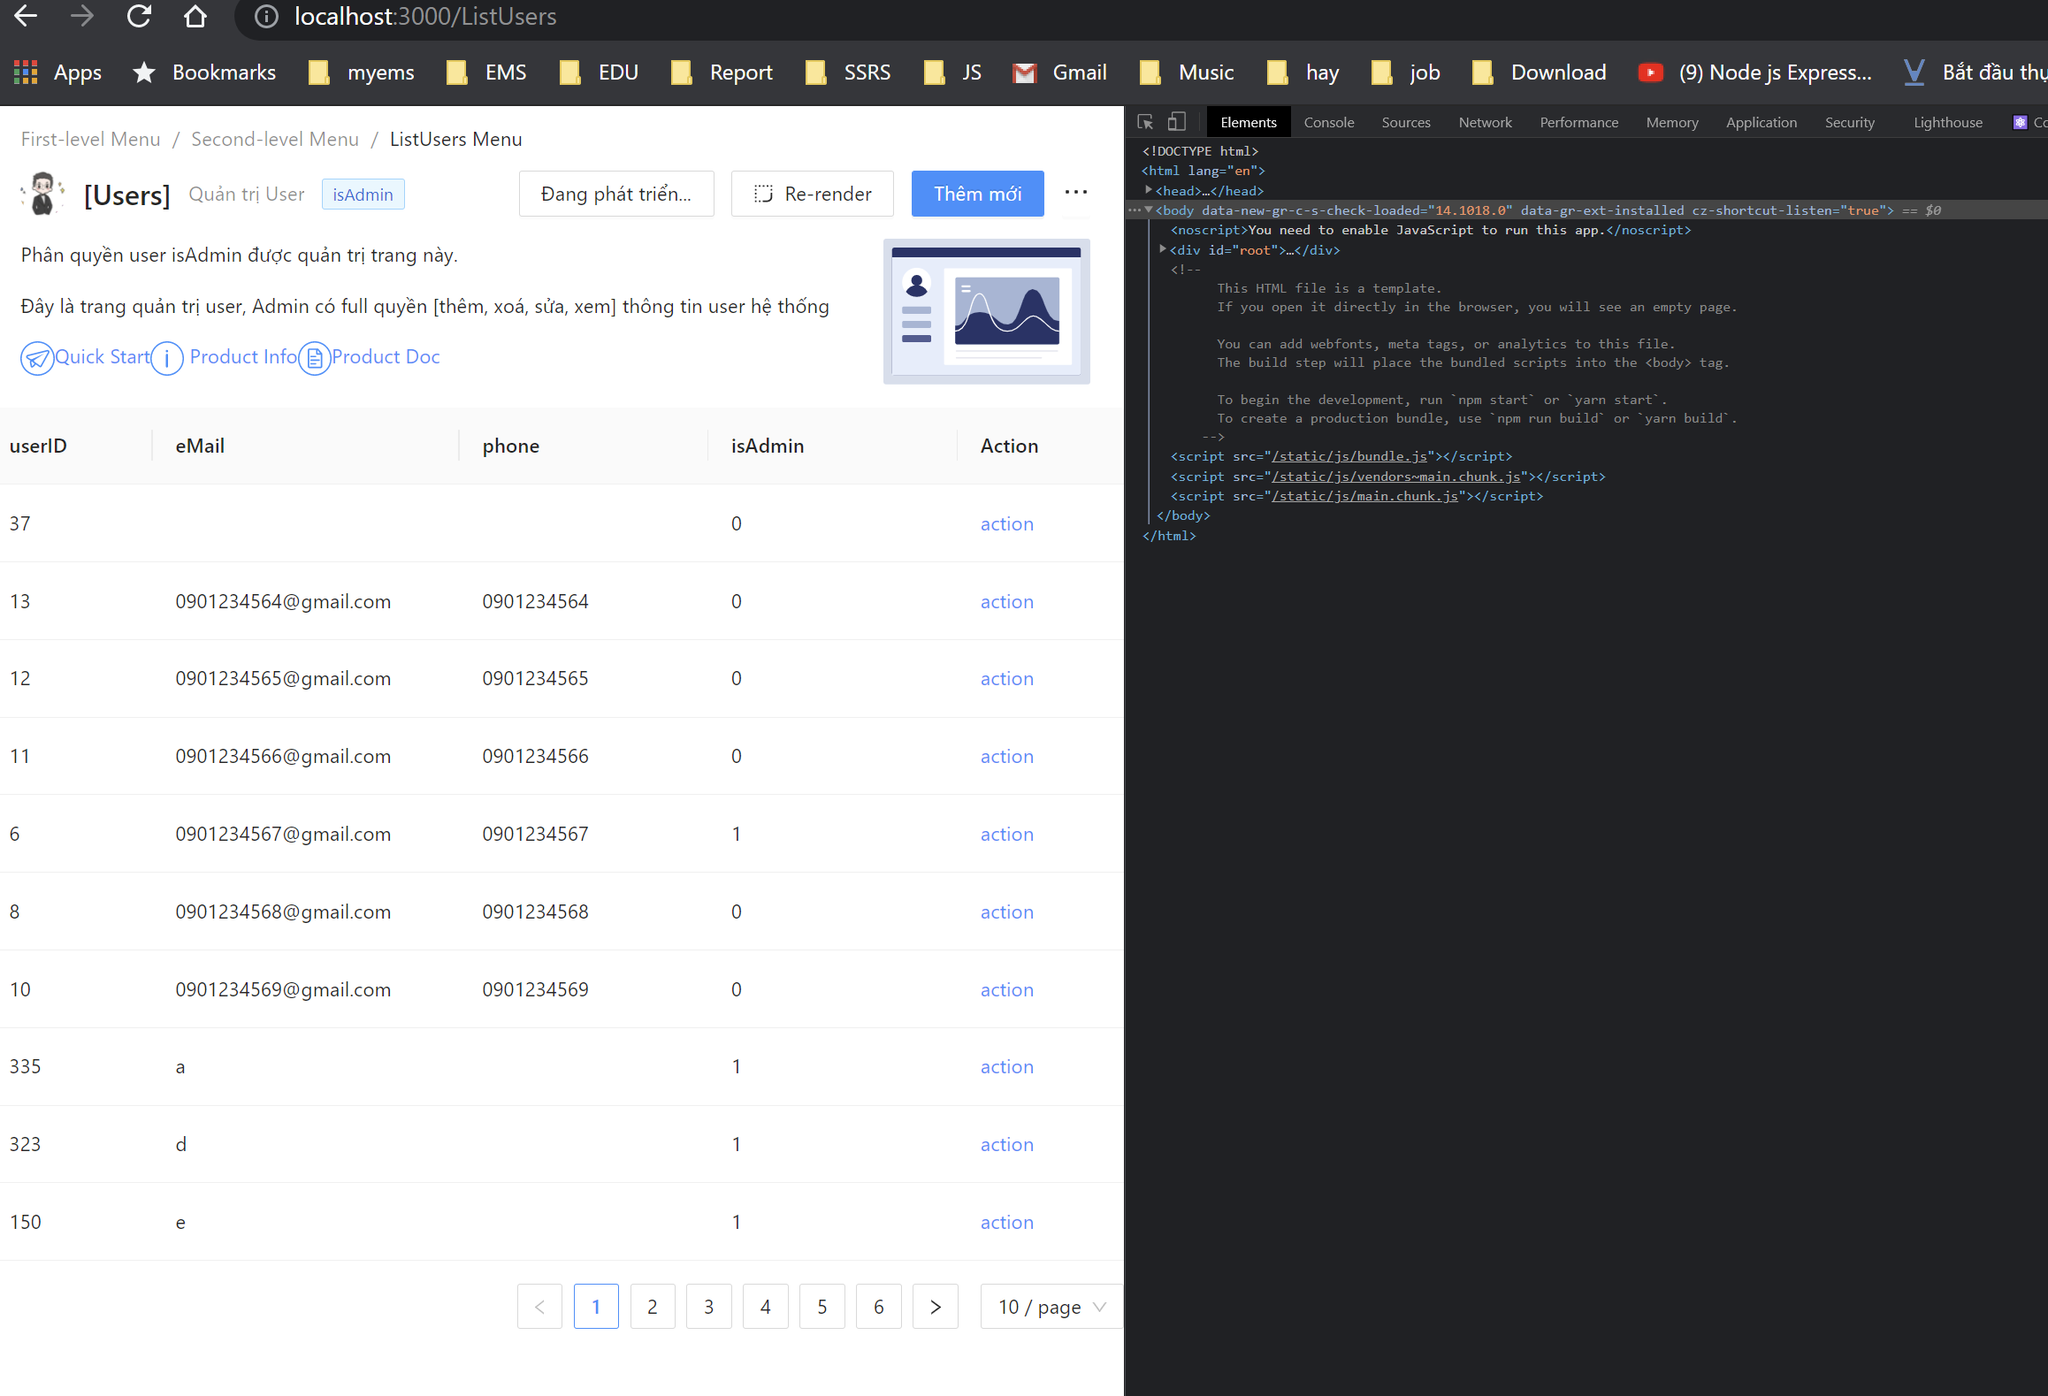 localhost:3000/ListUsers
Apps Bookmarks myems EMS EDU Report SSRS JS Gmail Music hay job Download (9) Node js Express... Bắt đầu thụ
First-level Menu / Second-level Menu / ListUsers Menu
[Users] Quản trị User isAdmin Đang phát triển... Re-render Thêm mới ...
Phân quyền user isAdmin được quản trị trang này.
Đây là trang quản trị user, Admin có full quyền [thêm, xoá, sửa, xem] thông tin user hệ thống
Quick Start Product Info Product Doc
userID eMail phone isAdmin Action
37 0 action
13 0901234564@gmail.com 0901234564 0 action
12 0901234565@gmail.com 0901234565 0 action
11 0901234566@gmail.com 0901234566 0 action
6 0901234567@gmail.com 0901234567 1 action
8 0901234568@gmail.com 0901234568 0 action
10 0901234569@gmail.com 0901234569 0 action
335 a 1 action
323 d 1 action
150 e 1 action
< 1 2 3 4 5 6 > 10 / page
Elements Console Sources Network Performance Memory Application Security Lighthouse Co
<!DOCTYPE html>
<html lang="en">
<head>…</head>
<body data-new-gr-c-s-check-loaded="14.1018.0" data-gr-ext-installed cz-shortcut-listen="true"> == $0
<noscript>You need to enable JavaScript to run this app.</noscript>
<div id="root">…</div>
<!--
This HTML file is a template.
If you open it directly in the browser, you will see an empty page.
You can add webfonts, meta tags, or analytics to this file.
The build step will place the bundled scripts into the <body> tag.
To begin the development, run `npm start` or `yarn start`.
To create a production bundle, use `npm run build` or `yarn build`.
-->
<script src="/static/js/bundle.js"></script>
<script src="/static/js/vendors~main.chunk.js"></script>
<script src="/static/js/main.chunk.js"></script>
</body>
</html>